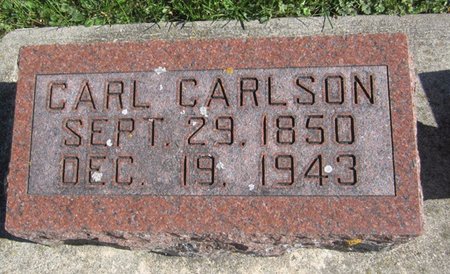 CARL CARLSON
SEPT. 29. 1850
DEC. 19. 1943